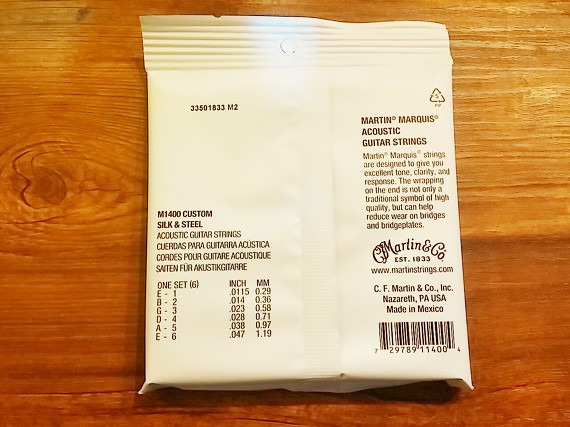 33501833 M2
5
PP
MARTIN® MARQUIS®
ACOUSTIC
GUITAR STRINGS
Martin® Marquis® strings
are designed to give you
excellent tone, clarity, and
response. The wrapping
on the end is not only a
traditional symbol of high
quality, but can help
reduce wear on bridges
and bridgeplates.
M1400 CUSTOM
SILK & STEEL
ACOUSTIC GUITAR STRINGS
CUERDAS PARA GUITARRA ACÚSTICA
CORDES POUR GUITARE ACOUSTIQUE
SAITEN FÜR AKUSTIKGITARRE
ONE SET (6) INCH MM
E - 1 .0115 0.29
B - 2 .014 0.36
G - 3 .023 0.58
D - 4 .028 0.71
A - 5 .038 0.97
E - 6 .047 1.19
CF Martin & Co.
EST. 1833
www.martinstrings.com
C. F. Martin & Co., Inc.
Nazareth, PA USA
Made in Mexico
7 29789 11400 4